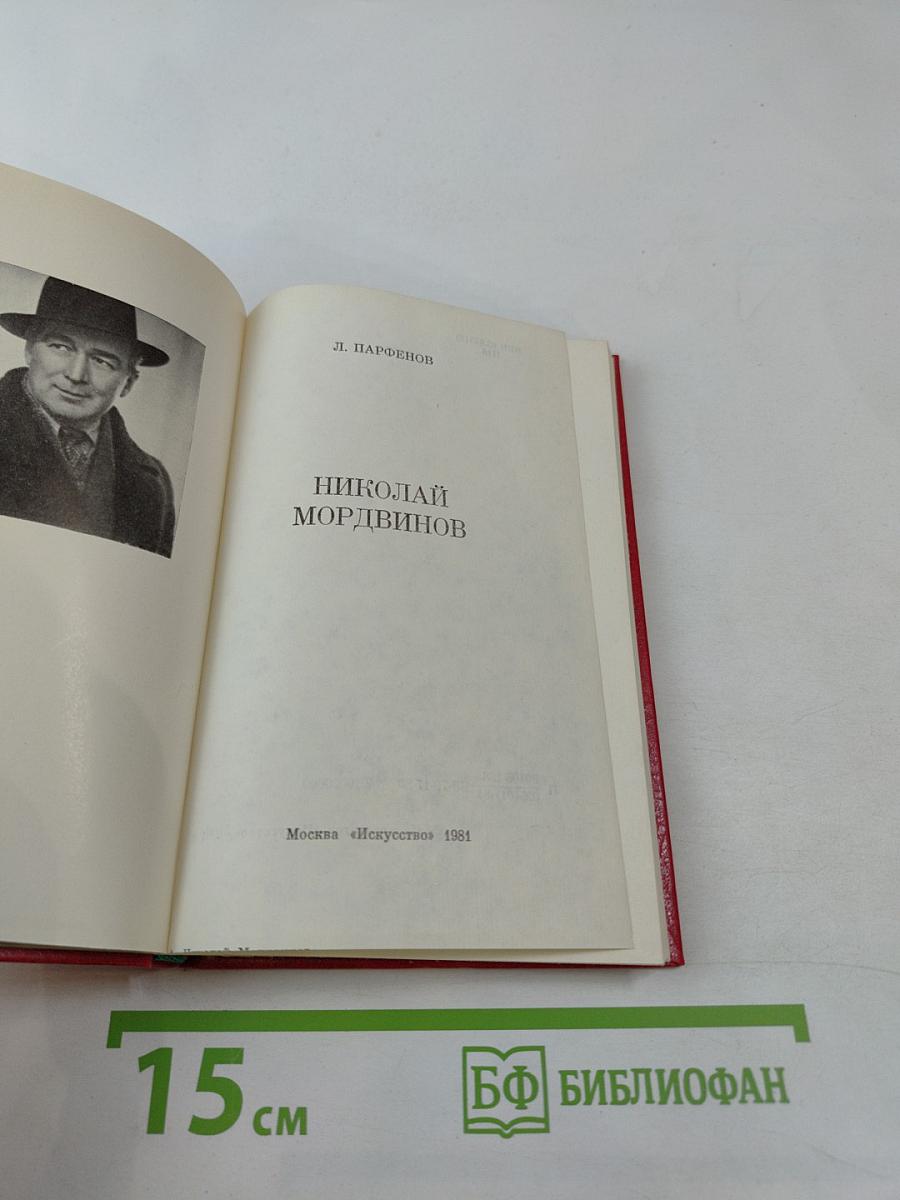 Л. ПАРФЕНОВ
НИКОЛАЙ
МОРДВИНОВ
Москва «Искусство» 1981
15 см
БФ БИБЛИОФАН